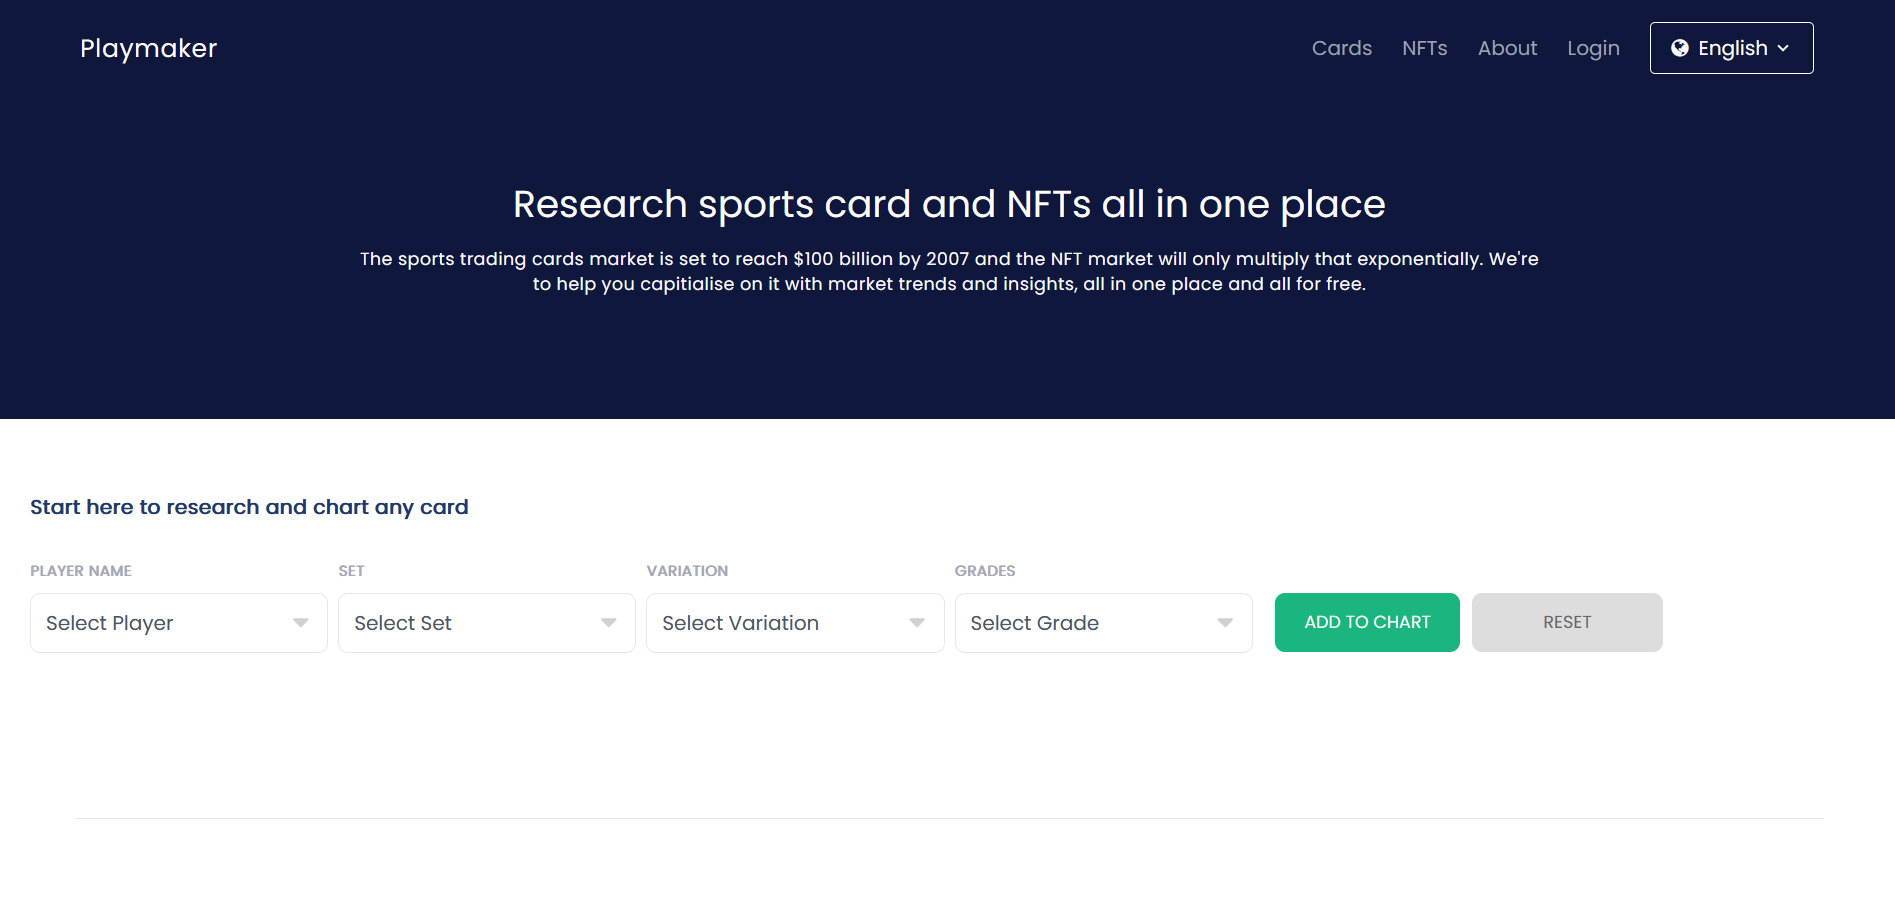 Playmaker
Cards NFTs About Login English
Research sports card and NFTs all in one place
The sports trading cards market is set to reach $100 billion by 2007 and the NFT market will only multiply that exponentially. We're
to help you capitialise on it with market trends and insights, all in one place and all for free.
Start here to research and chart any card
PLAYER NAME SET VARIATION GRADES
Select Player Select Set Select Variation Select Grade ADD TO CHART RESET